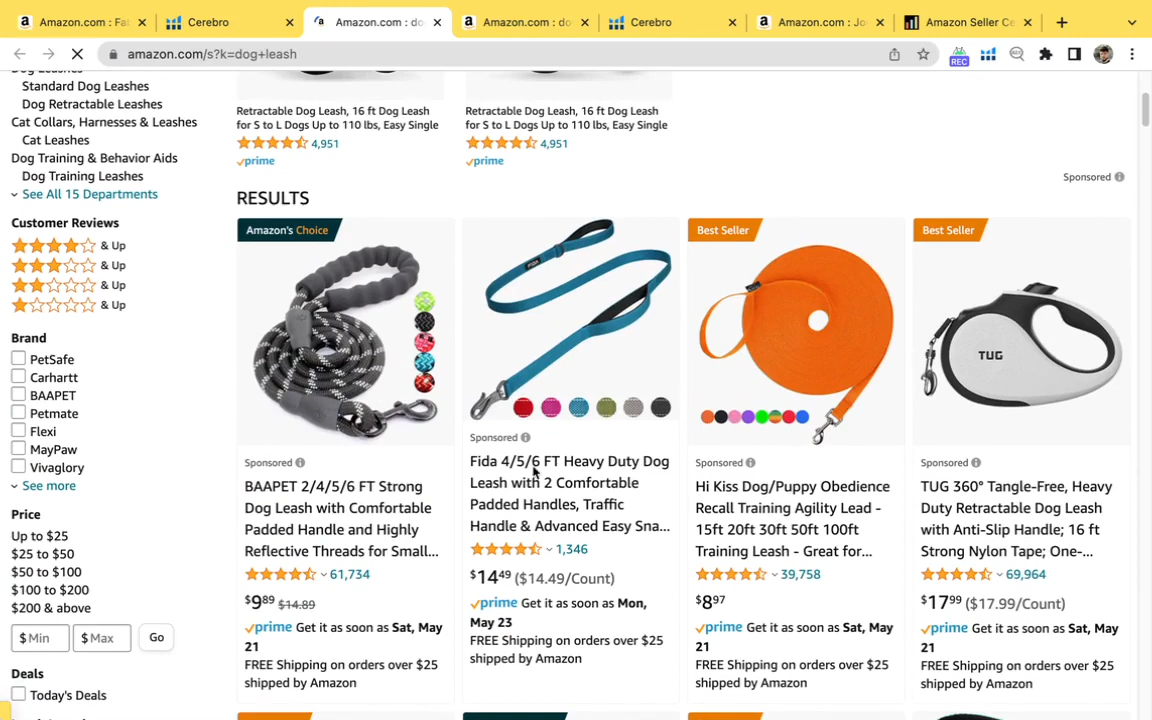 Amazon.com : Fa
Cerebro
Amazon.com : do
Amazon.com : do
Cerebro
Amazon.com : Jo
Amazon Seller Ce
amazon.com/s?k=dog+leash
REC
Dog Leashes
Standard Dog Leashes
Dog Retractable Leashes
Cat Collars, Harnesses & Leashes
Cat Leashes
Dog Training & Behavior Aids
Dog Training Leashes
See All 15 Departments
Customer Reviews
& Up
& Up
& Up
& Up
Brand
PetSafe
Carhartt
BAAPET
Petmate
Flexi
MayPaw
Vivaglory
See more
Price
Up to $25
$25 to $50
$50 to $100
$100 to $200
$200 & above
$ Min
$ Max
Go
Deals
Today's Deals
Retractable Dog Leash, 16 ft Dog Leash
for S to L Dogs Up to 110 lbs, Easy Single
4,951
prime
Retractable Dog Leash, 16 ft Dog Leash
for S to L Dogs Up to 110 lbs, Easy Single
4,951
prime
Sponsored
RESULTS
Amazon's Choice
Sponsored
BAAPET 2/4/5/6 FT Strong
Dog Leash with Comfortable
Padded Handle and Highly
Reflective Threads for Small...
61,734
$9.89 $14.89
prime Get it as soon as Sat, May
21
FREE Shipping on orders over $25
shipped by Amazon
FIDA
Sponsored
Fida 4/5/6 FT Heavy Duty Dog
Leash with 2 Comfortable
Padded Handles, Traffic
Handle & Advanced Easy Sna...
1,346
$14.49 ($14.49/Count)
prime Get it as soon as Mon,
May 23
FREE Shipping on orders over $25
shipped by Amazon
Best Seller
Sponsored
Hi Kiss Dog/Puppy Obedience
Recall Training Agility Lead -
15ft 20ft 30ft 50ft 100ft
Training Leash - Great for...
39,758
$8.97
prime Get it as soon as Sat, May
21
FREE Shipping on orders over $25
shipped by Amazon
Best Seller
TUG
Sponsored
TUG 360° Tangle-Free, Heavy
Duty Retractable Dog Leash
with Anti-Slip Handle; 16 ft
Strong Nylon Tape; One-...
69,964
$17.99 ($17.99/Count)
prime Get it as soon as Sat, May
21
FREE Shipping on orders over $25
shipped by Amazon